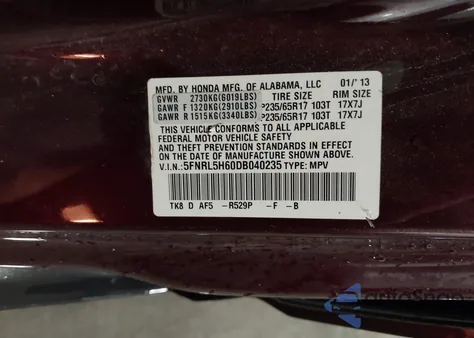 MFD. BY HONDA MFG. OF ALABAMA, LLC 01/'13
GVWR 2730KG(6019LBS) TIRE SIZE RIM SIZE
GAWR F 1320KG(2910LBS) P235/65R17 103T 17X7J
GAWR R 1515KG(3340LBS) P235/65R17 103T 17X7J
THIS VEHICLE CONFORMS TO ALL APPLICABLE
FEDERAL MOTOR VEHICLE SAFETY
AND THEFT PREVENTION STANDARDS IN
EFFECT ON THE DATE OF MANUFACTURE SHOWN ABOVE.
V.I.N.:5FNRL5H60DB040235 TYPE: MPV
TK8 D AF5 -R529P -F -B